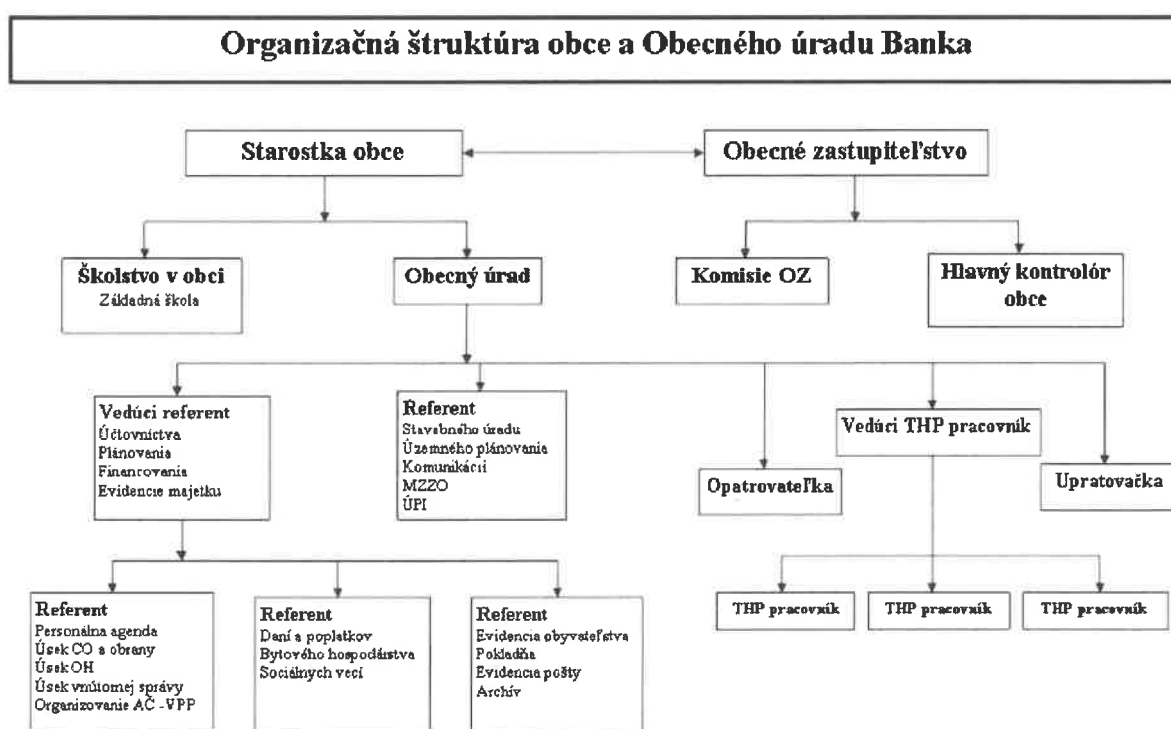 Organizačná štruktúra obce a Obecného úradu Banka
Starostka obce
Obecné zastupiteľstvo
Školstvo v obci
Základná škola
Obecný úrad
Komisie OZ
Hlavný kontrolór
obce
Vedúci referent
Účtovníctva
Plánovania
Financovania
Evidencie majetku
Referent
Stavebného úradu
Územného plánovania
Komunikácií
MZZO
ÚPI
Opatrovateľka
Vedúci THP pracovník
Upratovačka
Referent
Personálna agenda
Úsek CO a obrany
Úsek OH
Úsek vnútornej správy
Organizovanie AČ -VPP
Referent
Daní a poplatkov
Bytového hospodárstva
Sociálnych vecí
Referent
Evidencia obyvateľstva
Pokladňa
Evidencia pošty
Archív
THP pracovník
THP pracovník
THP pracovník